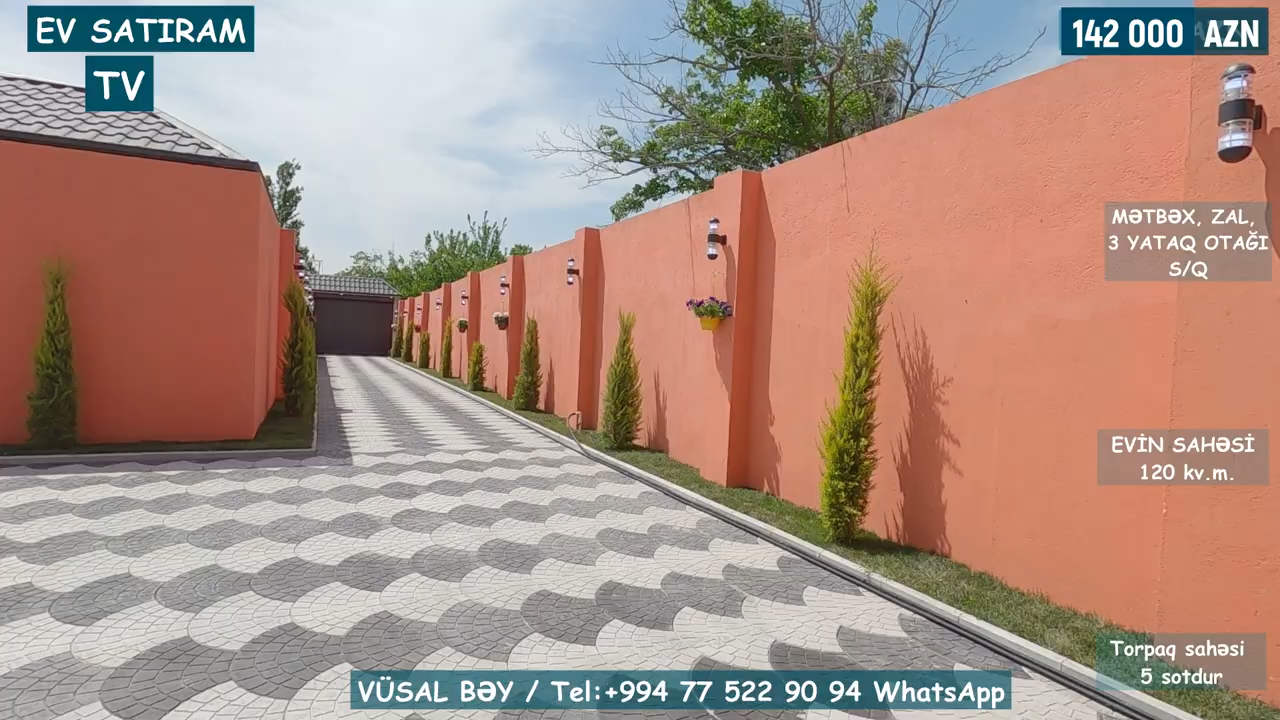 EV SATIRAM
TV
142 000 AZN
MƏTBƏX, ZAL,
3 YATAQ OTAĞI
S/Q
EVİN SAHƏSİ
120 kv.m.
Torpaq sahəsi
5 sotdur
VÜSAL BƏY / Tel:+994 77 522 90 94 WhatsApp